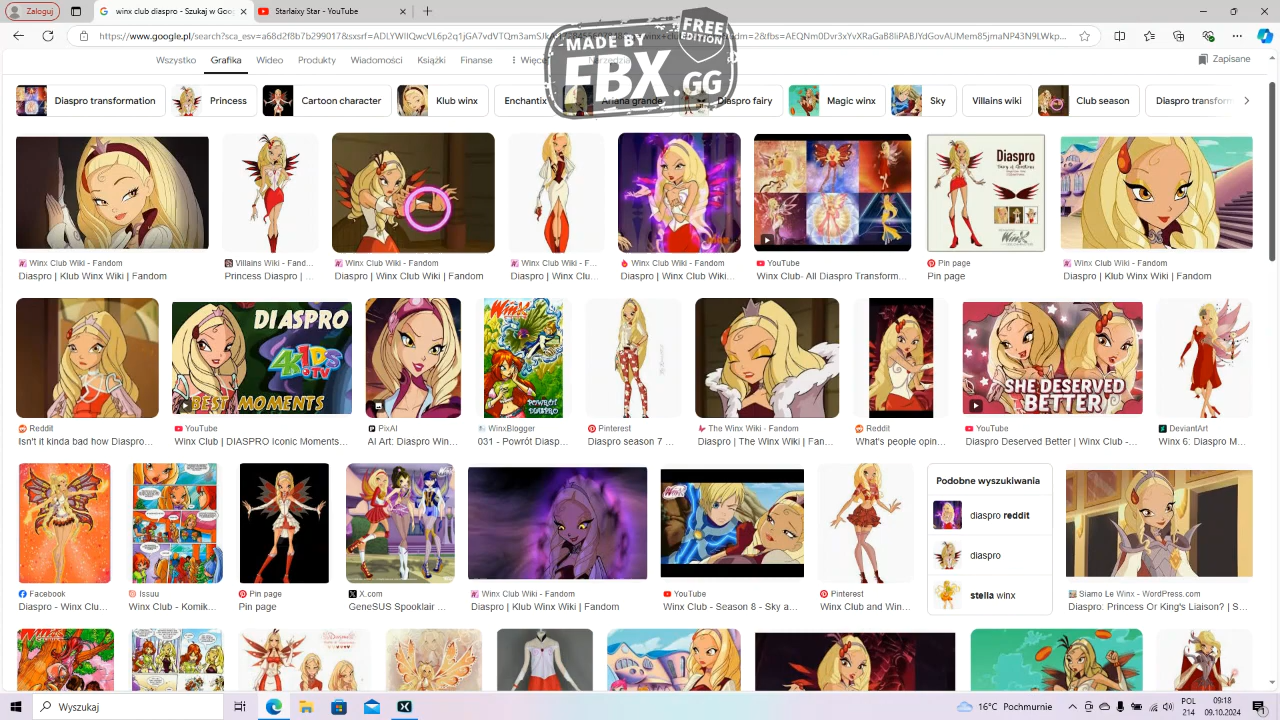 Zaloguj
winx club diaspro - Szukaj w Goo
Starłaixy Star - YouTube
MADE BY
FBX.GG
FREE
EDITION
Wszystko
Grafika
Wideo
Produkty
Wiadomości
Książki
Finanse
Więcej
Narzędzia
Zapisane
Diaspro transformation
Princess
Cartoon character
Klub winx
Enchantix
Ariana grande
Diaspro fairy
Magic winx
Sky
Villains wiki
Club season
Diaspro transform
Diaspro
WinX
Winx Club Wiki - Fandom
Diaspro | Klub Winx Wiki | Fandom
Villains Wiki - Fand...
Princess Diaspro | ...
Winx Club Wiki - Fandom
Diaspro | Winx Club Wiki | Fandom
Winx Club Wiki - F...
Diaspro | Winx Clu...
Winx Club Wiki - Fandom
Diaspro | Winx Club Wiki...
YouTube
Winx Club- All Diaspro Transform...
Pin page
Pin page
Winx Club Wiki - Fandom
Diaspro | Klub Winx Wiki | Fandom
DIASPRO
4KIDS
TV
BEST MOMENTS
WinX
POWRÓT
DIASPRO
SHE DESERVED
BETTER
Reddit
Isn't it kinda bad how Diaspro...
YouTube
Winx Club | DIASPRO Iconic Moments...
PixAI
AI Art: Diaspro Win...
WinxBlogger
031 - Powrót Diasp...
Pinterest
Diaspro season 7 ...
The Winx Wiki - Fandom
Diaspro | The Winx Wiki | Fan...
Reddit
What's people opin...
YouTube
Diaspro Deserved Better | Winx Club -...
DeviantArt
Winx 6: Diaspro M...
Podobne wyszukiwania
diaspro reddit
diaspro
stella winx
Facebook
Diaspro - Winx Clu...
Issuu
Winx Club - Komik...
Pin page
Pin page
X.com
GeneSUS Spooklair ...
Winx Club Wiki - Fandom
Diaspro | Klub Winx Wiki | Fandom
YouTube
Winx Club - Season 8 - Sky a...
Pinterest
Winx Club and Win...
Siamo Le Winx - WordPress.com
Diaspro: Princess Or King's Liaison? | S...
Wyszukaj
16°C Pochmurnie
POL
214
09:18
09.10.2024